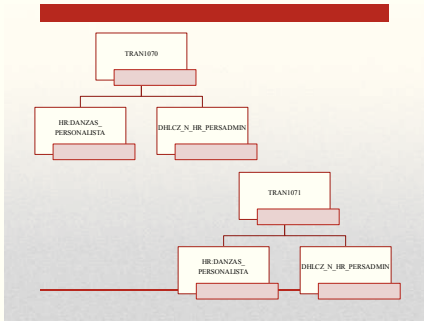 TRAN1070
HR:DANZAS_
PERSONALISTA
DHLCZ_N_HR_PERSADMIN
TRAN1071
HR:DANZAS_
PERSONALISTA
DHLCZ_N_HR_PERSADMIN